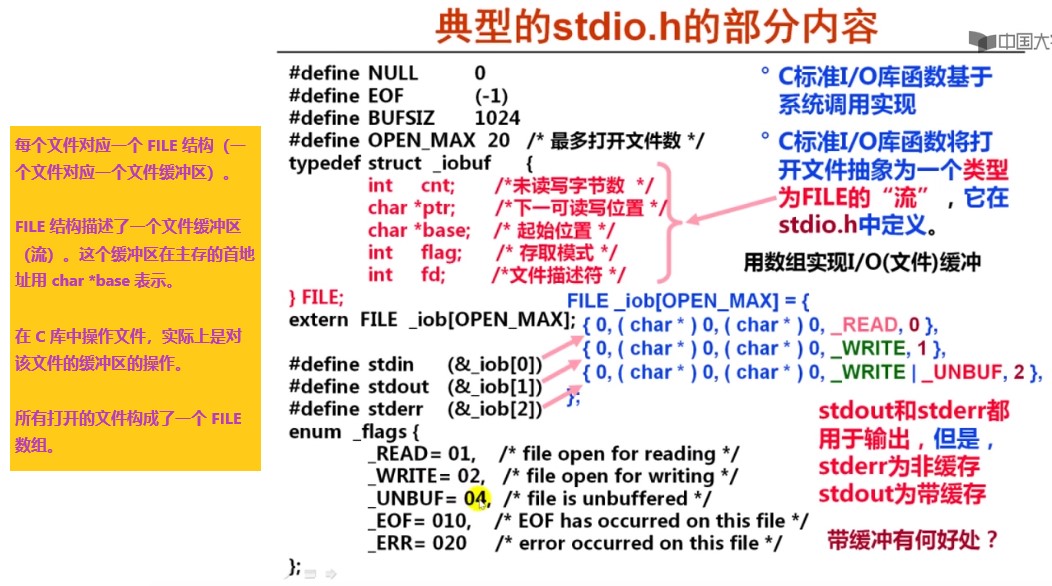 典型的stdio.h的部分内容
中国大
每个文件对应一个 FILE 结构（一
个文件对应一个文件缓冲区）。
FILE 结构描述了一个文件缓冲区
（流）。这个缓冲区在主存的首地
址用 char *base 表示。
在 C 库中操作文件，实际上是对
该文件的缓冲区的操作。
所有打开的文件构成了一个 FILE
数组。
#define NULL 0
#define EOF (-1)
#define BUFSIZ 1024
#define OPEN_MAX 20 /* 最多打开文件数 */
typedef struct _iobuf {
int cnt; /*未读写字节数 */
char *ptr; /*下一可读写位置 */
char *base; /* 起始位置 */
int flag; /* 存取模式 */
int fd; /*文件描述符 */
} FILE;
extern FILE _iob[OPEN_MAX];
#define stdin (&_iob[0])
#define stdout (&_iob[1])
#define stderr (&_iob[2])
enum _flags {
_READ= 01, /* file open for reading */
_WRITE= 02, /* file open for writing */
_UNBUF= 04, /* file is unbuffered */
_EOF= 010, /* EOF has occurred on this file */
_ERR= 020 /* error occurred on this file */
};
° C标准I/O库函数基于
系统调用实现
° C标准I/O库函数将打
开文件抽象为一个类型
为FILE的“流”，它在
stdio.h中定义。
用数组实现I/O(文件)缓冲
FILE _iob[OPEN_MAX] = {
{ 0, ( char * ) 0, ( char * ) 0, _READ, 0 },
{ 0, ( char * ) 0, ( char * ) 0, _WRITE, 1 },
{ 0, ( char * ) 0, ( char * ) 0, _WRITE | _UNBUF, 2 },
};
stdout和stderr都
用于输出，但是，
stderr为非缓存
stdout为带缓存
带缓冲有何好处？